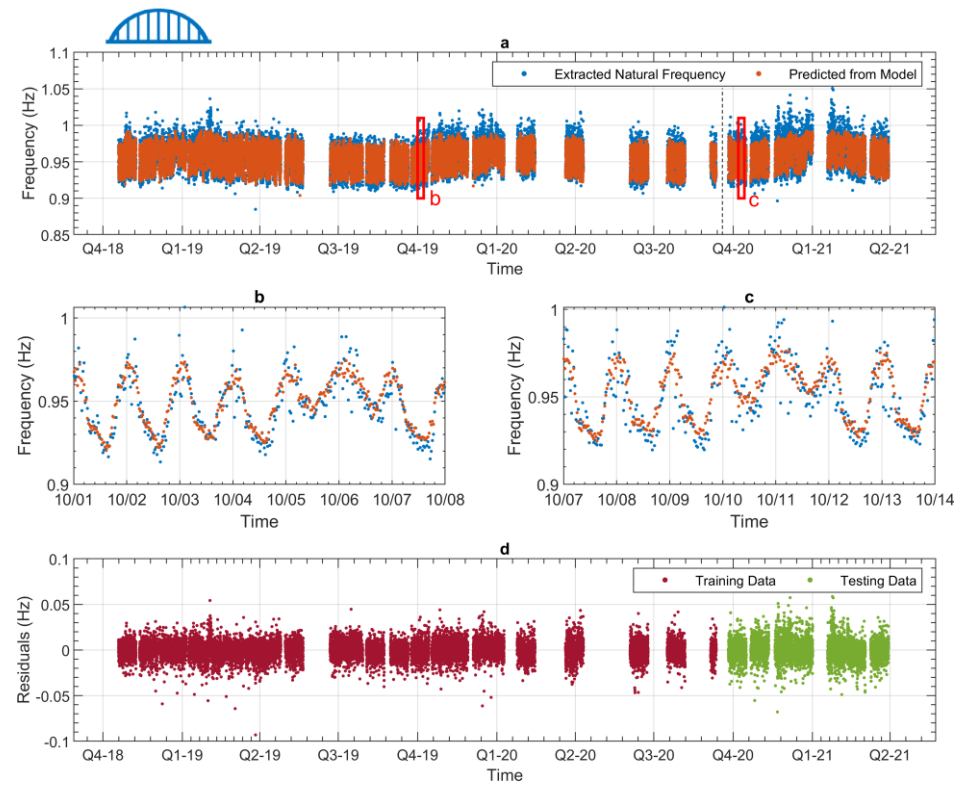 a
1.1
1.05
1
0.95
0.9
0.85
Frequency (Hz)
Extracted Natural Frequency Predicted from Model
b
c
Q4-18 Q1-19 Q2-19 Q3-19 Q4-19 Q1-20 Q2-20 Q3-20 Q4-20 Q1-21 Q2-21
Time
b
1
0.95
0.9
Frequency (Hz)
10/01 10/02 10/03 10/04 10/05 10/06 10/07 10/08
Time
c
1
0.95
0.9
Frequency (Hz)
10/07 10/08 10/09 10/10 10/11 10/12 10/13 10/14
Time
d
0.1
0.05
0
-0.05
-0.1
Residuals (Hz)
Training Data Testing Data
Q4-18 Q1-19 Q2-19 Q3-19 Q4-19 Q1-20 Q2-20 Q3-20 Q4-20 Q1-21 Q2-21
Time